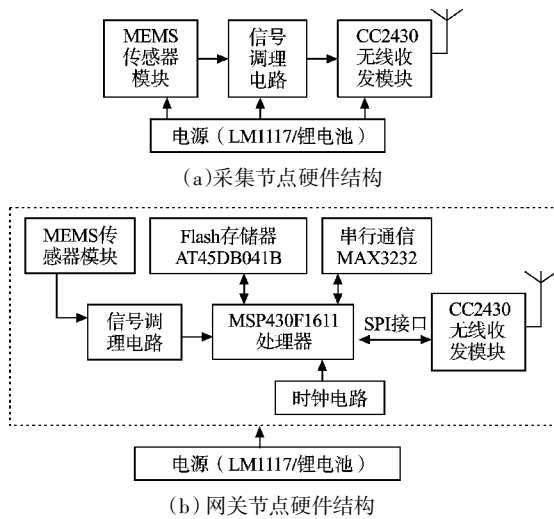 MEMS
传感器
模块
信号
调理
电路
CC2430
无线收
发模块
电源（LM1117/锂电池）
(a)采集节点硬件结构
MEMS传
感器模块
Flash存储器
AT45DB041B
串行通信
MAX3232
信号调
理电路
MSP430F1611
处理器
SPI接口
CC2430
无线收
发模块
时钟电路
电源（LM1117/锂电池）
(b) 网关节点硬件结构